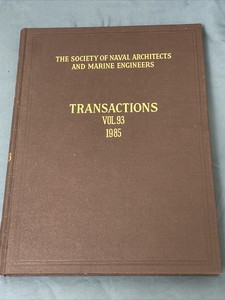 THE SOCIETY OF NAVAL ARCHITECTS
AND MARINE ENGINEERS
TRANSACTIONS
VOL.93
1985